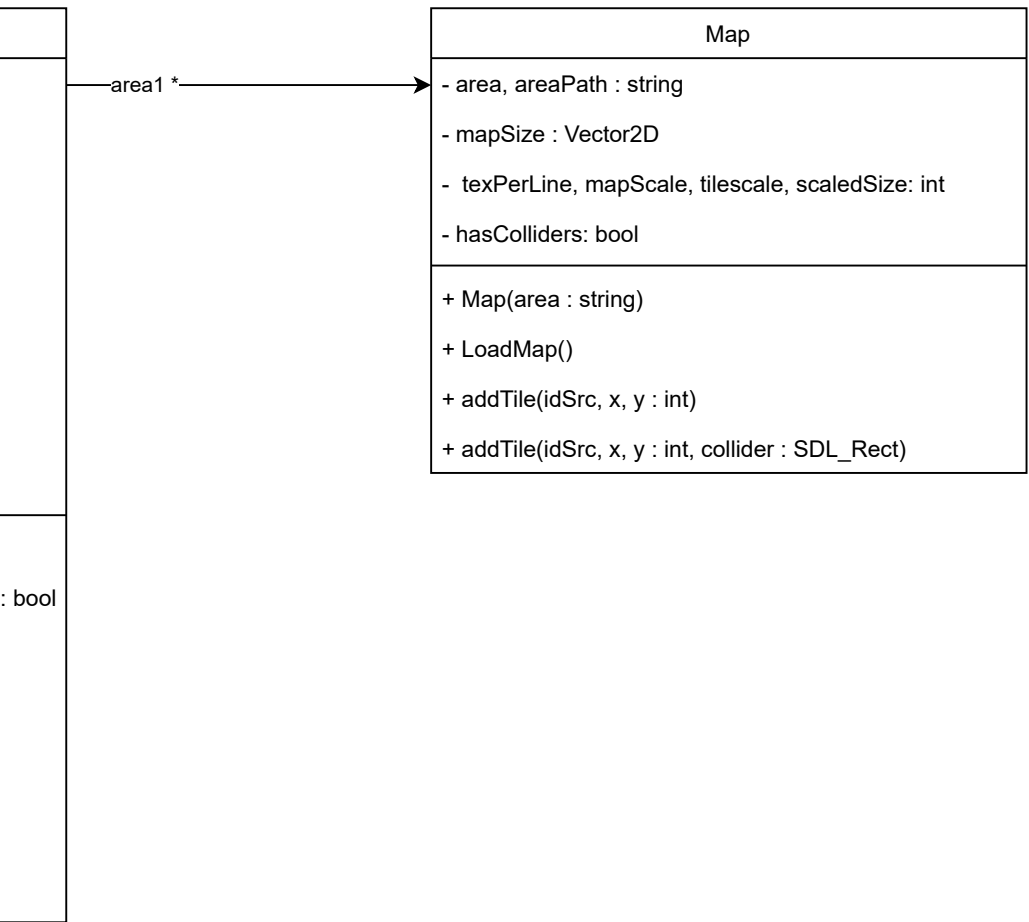 Map
area1 *
- area, areaPath : string
- mapSize : Vector2D
-  texPerLine, mapScale, tilescale, scaledSize: int
- hasColliders: bool
+ Map(area : string)
+ LoadMap()
+ addTile(idSrc, x, y : int)
+ addTile(idSrc, x, y : int, collider : SDL_Rect)
: bool